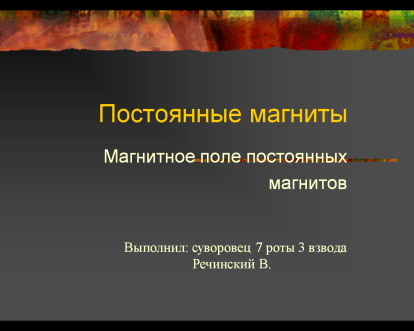 Постоянные магниты
Магнитное поле постоянных
магнитов
Выполнил: суворовец 7 роты 3 взвода
Речинский В.